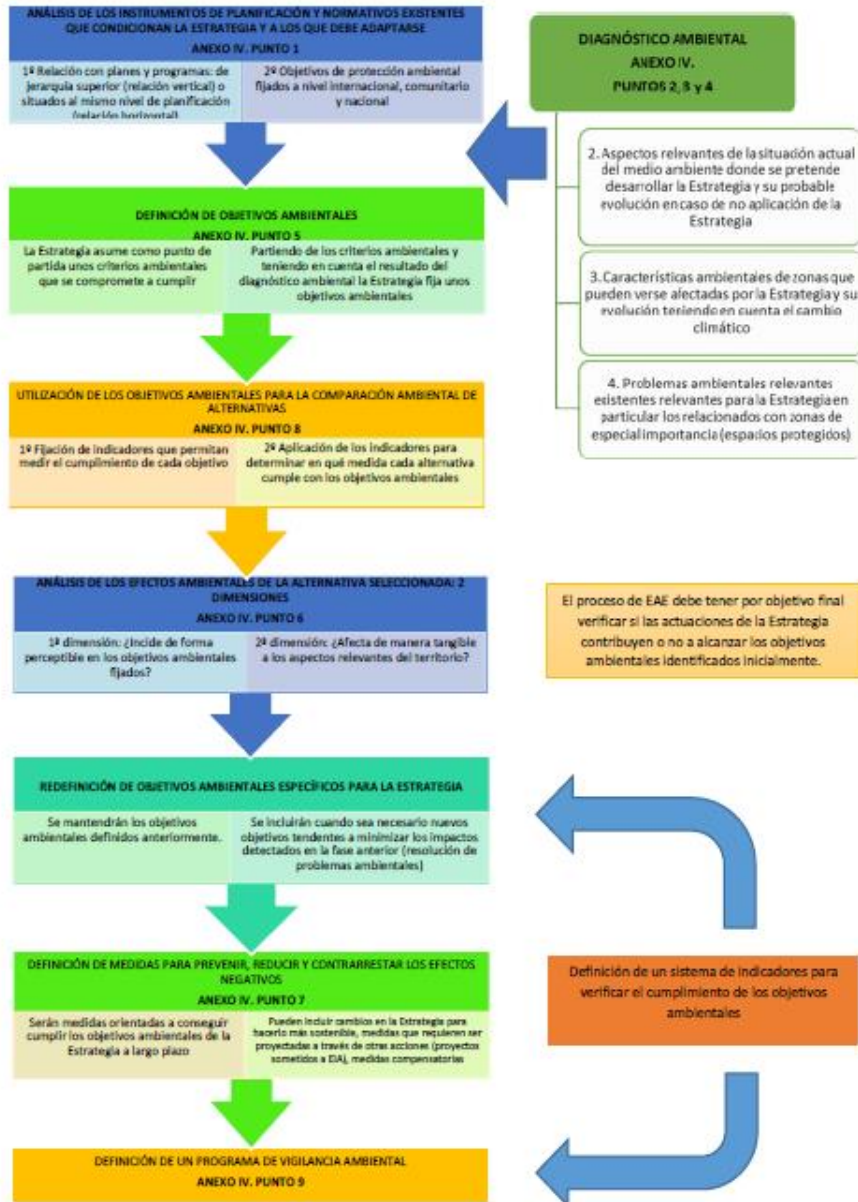 ANÁLISIS DE LOS INSTRUMENTOS DE PLANIFICACIÓN Y NORMATIVOS EXISTENTES
QUE CONDICIONAN LA ESTRATEGIA Y A LOS QUE DEBE ADAPTARSE
ANEXO IV. PUNTO 1
1º Relación con planes y programas: de
jerarquía superior (relación vertical) o
situados al mismo nivel de planificación
(relación horizontal)
2º Objetivos de protección ambiental
fijados a nivel internacional, comunitario
y nacional
DIAGNÓSTICO AMBIENTAL
ANEXO IV.
PUNTOS 2, 3 y 4
2. Aspectos relevantes de la situación actual
del medio ambiente donde se pretende
desarrollar la Estrategia y su probable
evolución en caso de no aplicación de la
Estrategia
3. Características ambientales de zonas que
pueden verse afectadas por la Estrategia y su
evolución teniendo en cuenta el cambio
climático
4. Problemas ambientales relevantes
existentes relevantes para la Estrategia en
particular los relacionados con zonas de
especial importancia (espacios protegidos)
DEFINICIÓN DE OBJETIVOS AMBIENTALES
ANEXO IV. PUNTO 5
La Estrategia asume como punto de
partida unos criterios ambientales
que se compromete a cumplir
Partiendo de los criterios ambientales y
teniendo en cuenta el resultado del
diagnóstico ambiental la Estrategia fija unos
objetivos ambientales
UTILIZACIÓN DE LOS OBJETIVOS AMBIENTALES PARA LA COMPARACIÓN AMBIENTAL DE
ALTERNATIVAS
ANEXO IV. PUNTO 8
1º Fijación de indicadores que permitan
medir el cumplimiento de cada objetivo
2º Aplicación de los indicadores para
determinar en qué medida cada alternativa
cumple con los objetivos ambientales
ANÁLISIS DE LOS EFECTOS AMBIENTALES DE LA ALTERNATIVA SELECCIONADA: 2
DIMENSIONES
ANEXO IV. PUNTO 6
1ª dimensión: ¿Incide de forma
perceptible en los objetivos ambientales
fijados?
2ª dimensión: ¿Afecta de manera tangible
a los aspectos relevantes del territorio?
El proceso de EAE debe tener por objetivo final
verificar si las actuaciones de la Estrategia
contribuyen o no a alcanzar los objetivos
ambientales identificados inicialmente.
REDEFINICIÓN DE OBJETIVOS AMBIENTALES ESPECÍFICOS PARA LA ESTRATEGIA
Se mantendrán los objetivos
ambientales definidos anteriormente.
Se incluirán cuando sea necesario nuevos
objetivos tendentes a minimizar los impactos
detectados en la fase anterior (resolución de
problemas ambientales)
DEFINICIÓN DE MEDIDAS PARA PREVENIR, REDUCIR Y CONTRARRESTAR LOS EFECTOS
NEGATIVOS
ANEXO IV. PUNTO 7
Serán medidas orientadas a conseguir
cumplir los objetivos ambientales de la
Estrategia a largo plazo
Pueden incluir cambios en la Estrategia para
hacerlo más sostenible, medidas que requieren ser
proyectadas a través de otras acciones (proyectos
sometidos a EIA), medidas compensatorias
Definición de un sistema de indicadores para
verificar el cumplimiento de los objetivos
ambientales
DEFINICIÓN DE UN PROGRAMA DE VIGILANCIA AMBIENTAL
ANEXO IV. PUNTO 9